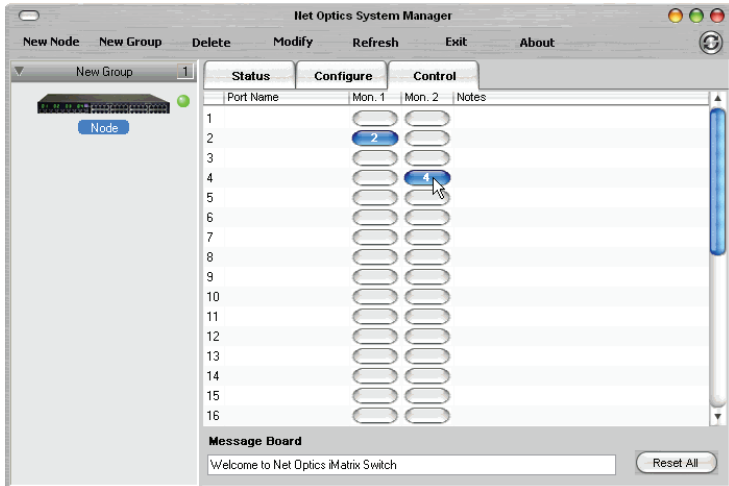 Net Optics System Manager
New Node New Group Delete Modify Refresh Exit About
New Group 1
Node
Status Configure Control
Port Name Mon. 1 Mon. 2 Notes
1
2 2
3
4 4
5
6
7
8
9
10
11
12
13
14
15
16
Message Board
Welcome to Net Optics iMatrix Switch
Reset All